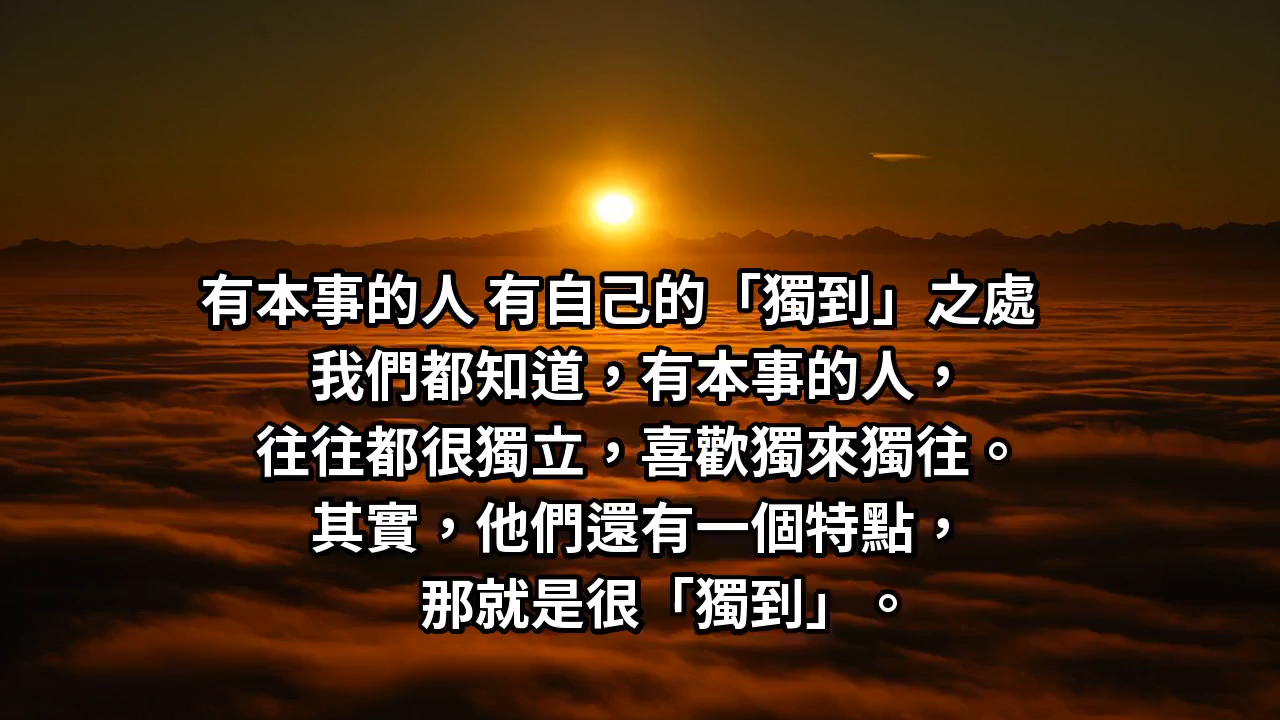 有本事的人 有自己的「獨到」之處
我們都知道，有本事的人，
往往都很獨立，喜歡獨來獨往。
其實，他們還有一個特點，
那就是很「獨到」。